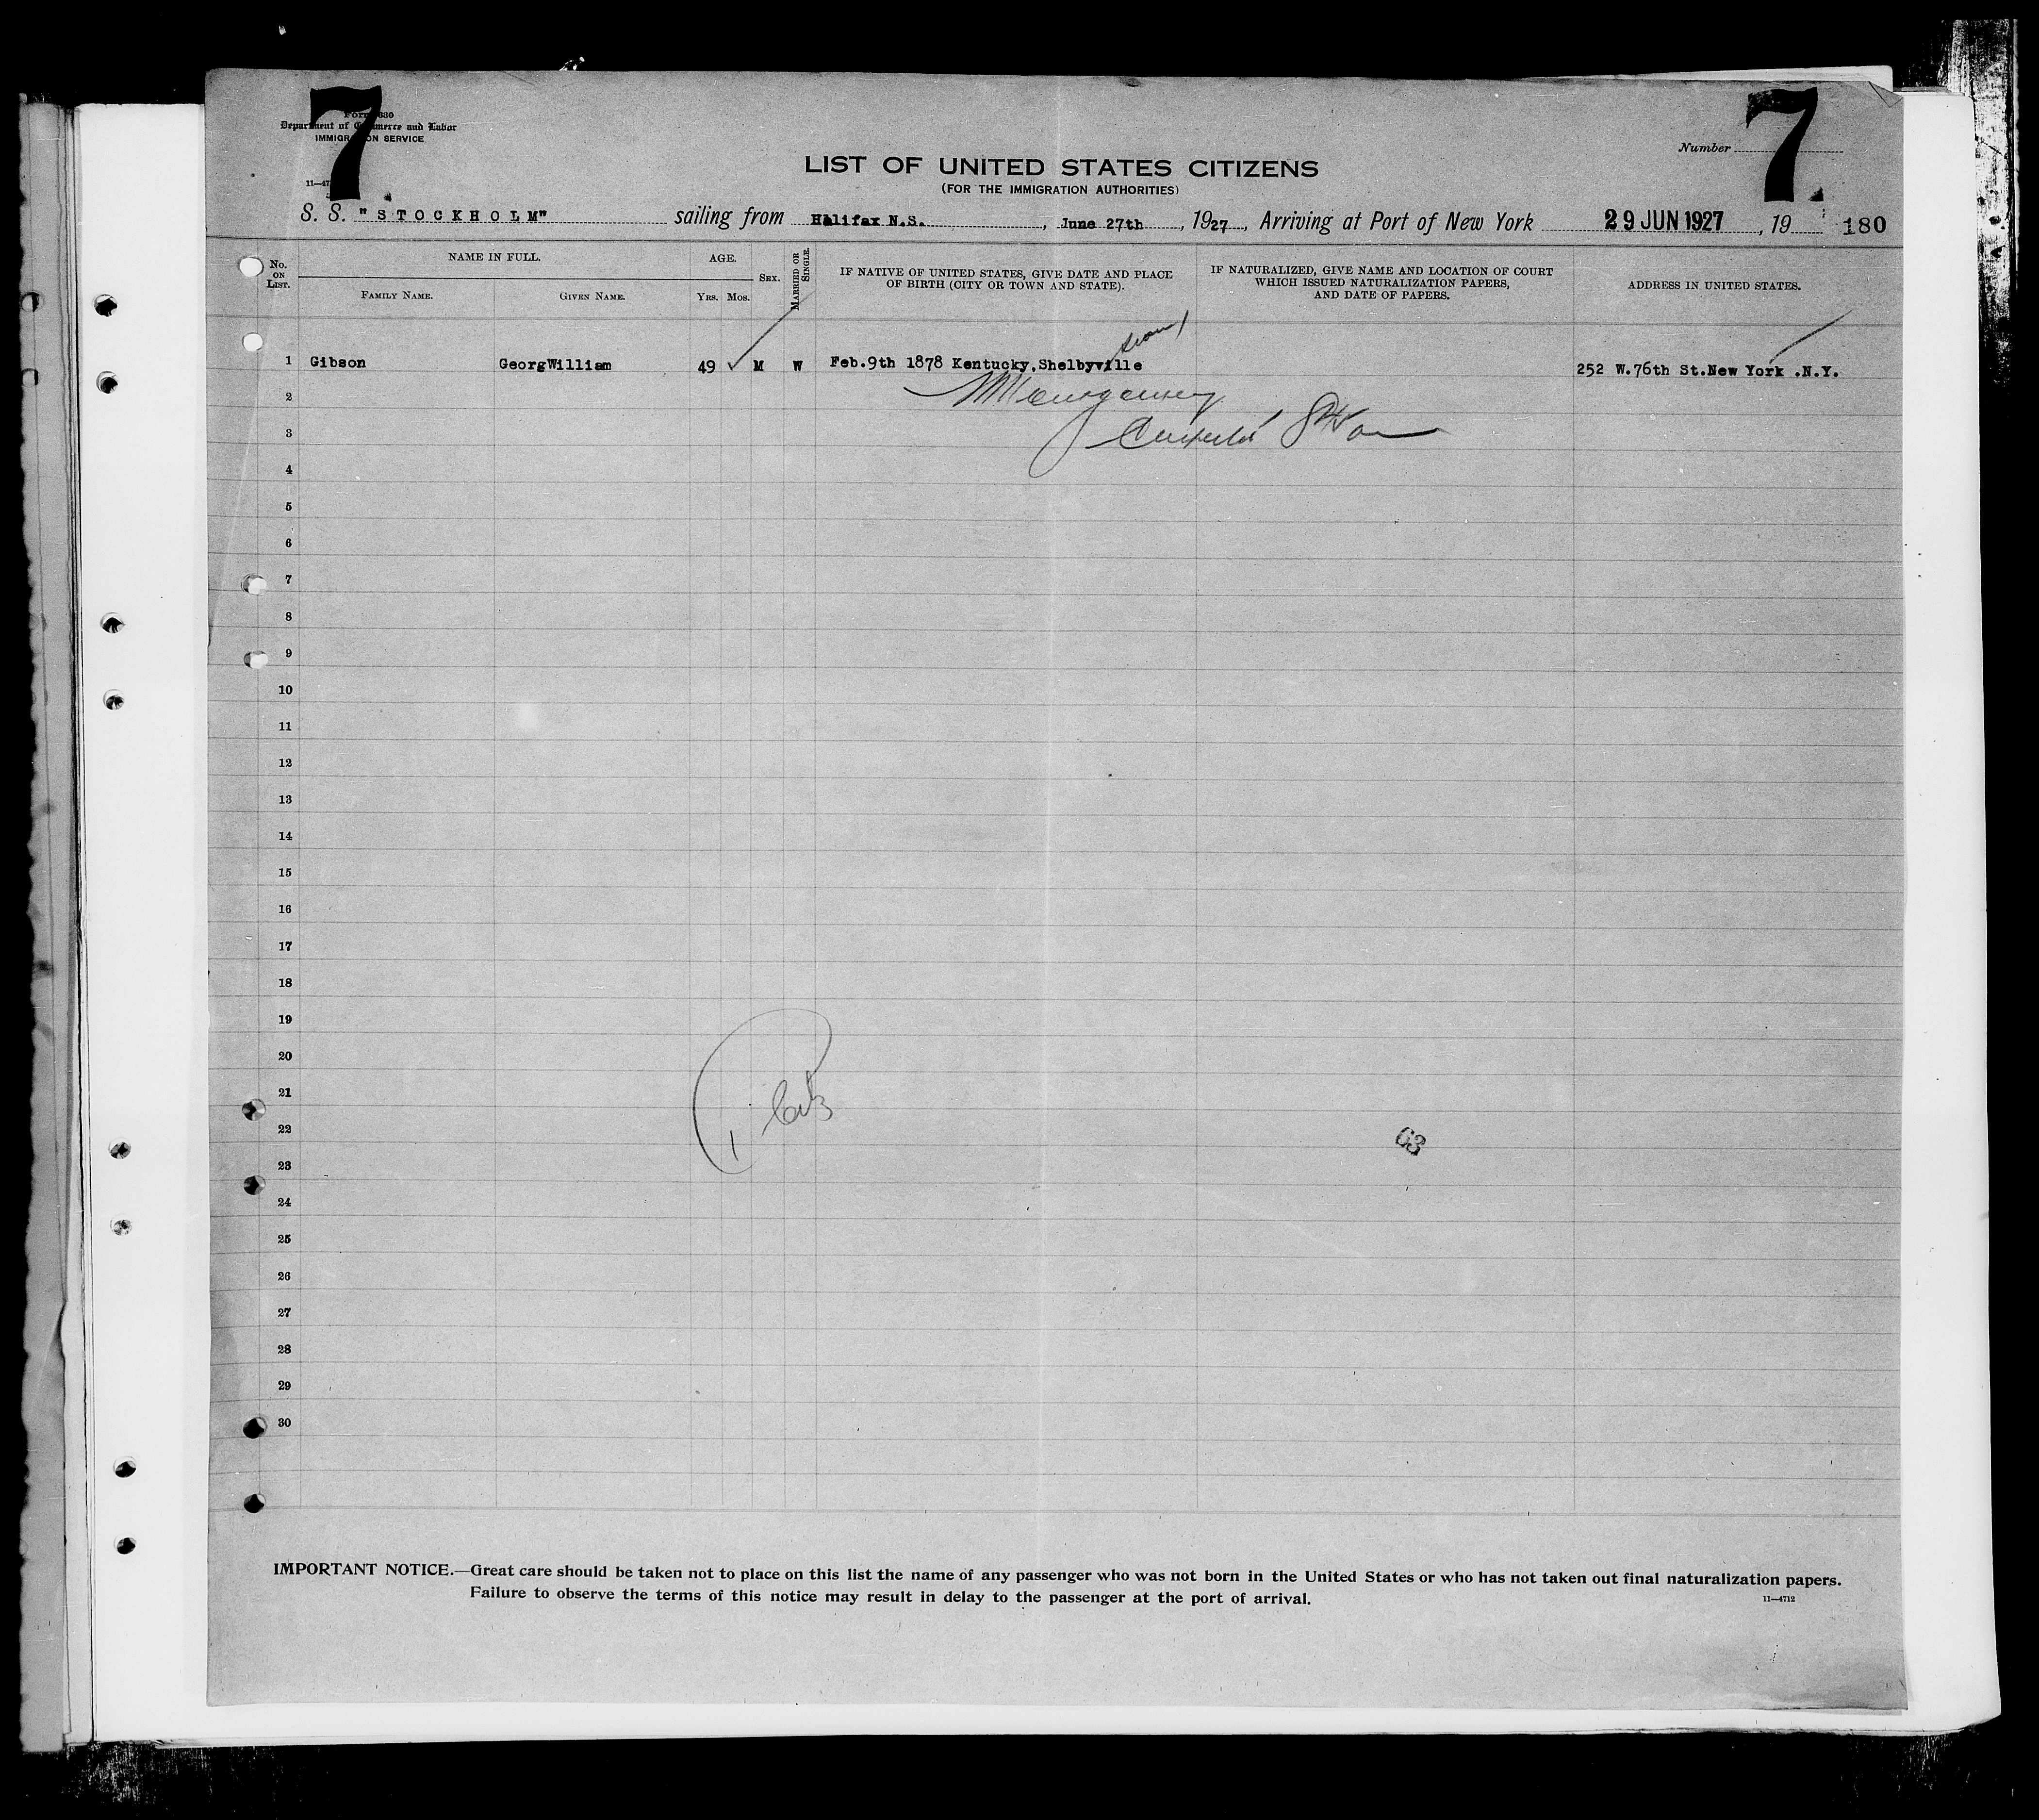 7
7
Form 630
Department of Commerce and Labor
IMMIGRATION SERVICE
Number
LIST OF UNITED STATES CITIZENS
(FOR THE IMMIGRATION AUTHORITIES)
S. S. "STOCKHOLM" sailing from Halifax N.S. , June 27th , 1927 , Arriving at Port of New York 29 JUN 1927 , 19 180
No. ON LIST.
NAME IN FULL.
FAMILY NAME.
GIVEN NAME.
AGE.
YRS. MOS.
SEX.
MARRIED OR SINGLE.
IF NATIVE OF UNITED STATES, GIVE DATE AND PLACE
OF BIRTH (CITY OR TOWN AND STATE).
IF NATURALIZED, GIVE NAME AND LOCATION OF COURT
WHICH ISSUED NATURALIZATION PAPERS,
AND DATE OF PAPERS.
ADDRESS IN UNITED STATES.
1 Gibson GeorgWilliam 49 ✓ M W Feb.9th 1878 Kentucky,Shelbyville 252 W.76th St.New York .N.Y.
2
3
4
5
6
7
8
9
10
11
12
13
14
15
16
17
18
19
20
21
22
23
24
25
26
27
28
29
30
63
IMPORTANT NOTICE.—Great care should be taken not to place on this list the name of any passenger who was not born in the United States or who has not taken out final naturalization papers.
Failure to observe the terms of this notice may result in delay to the passenger at the port of arrival.
11—4712